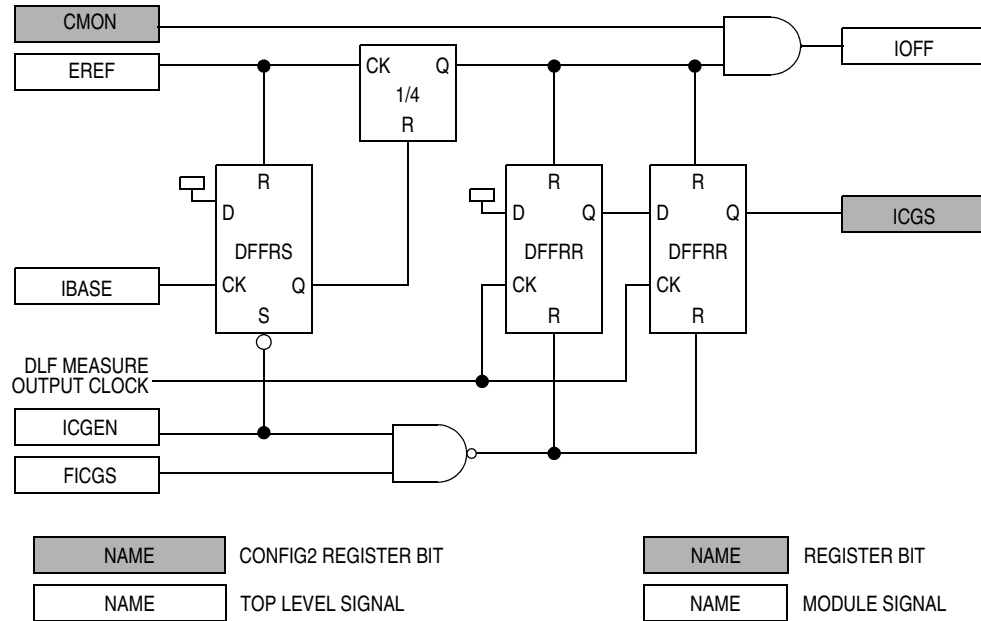 CMON
EREF
CK Q
1/4
R
IOFF
R
D
DFFRS
CK Q
S
R
D Q
DFFRR
CK
R
R
D Q
DFFRR
CK
R
ICGS
IBASE
DLF MEASURE
OUTPUT CLOCK
ICGEN
FICGS
NAME CONFIG2 REGISTER BIT
NAME REGISTER BIT
NAME TOP LEVEL SIGNAL
NAME MODULE SIGNAL